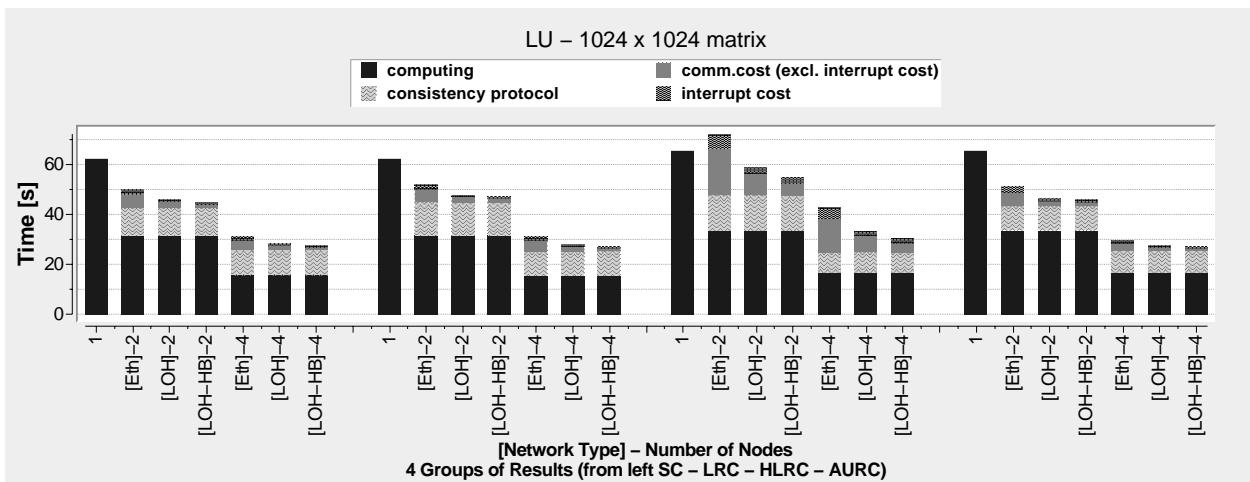 LU – 1024 x 1024 matrix
computing
comm.cost (excl. interrupt cost)
consistency protocol
interrupt cost
Time [s]
60
40
20
0
1
[Eth]–2
[LOH]–2
[LOH–HB]–2
[Eth]–4
[LOH]–4
[LOH–HB]–4
1
[Eth]–2
[LOH]–2
[LOH–HB]–2
[Eth]–4
[LOH]–4
[LOH–HB]–4
1
[Eth]–2
[LOH]–2
[LOH–HB]–2
[Eth]–4
[LOH]–4
[LOH–HB]–4
1
[Eth]–2
[LOH]–2
[LOH–HB]–2
[Eth]–4
[LOH]–4
[LOH–HB]–4
[Network Type] – Number of Nodes
4 Groups of Results (from left SC – LRC – HLRC – AURC)